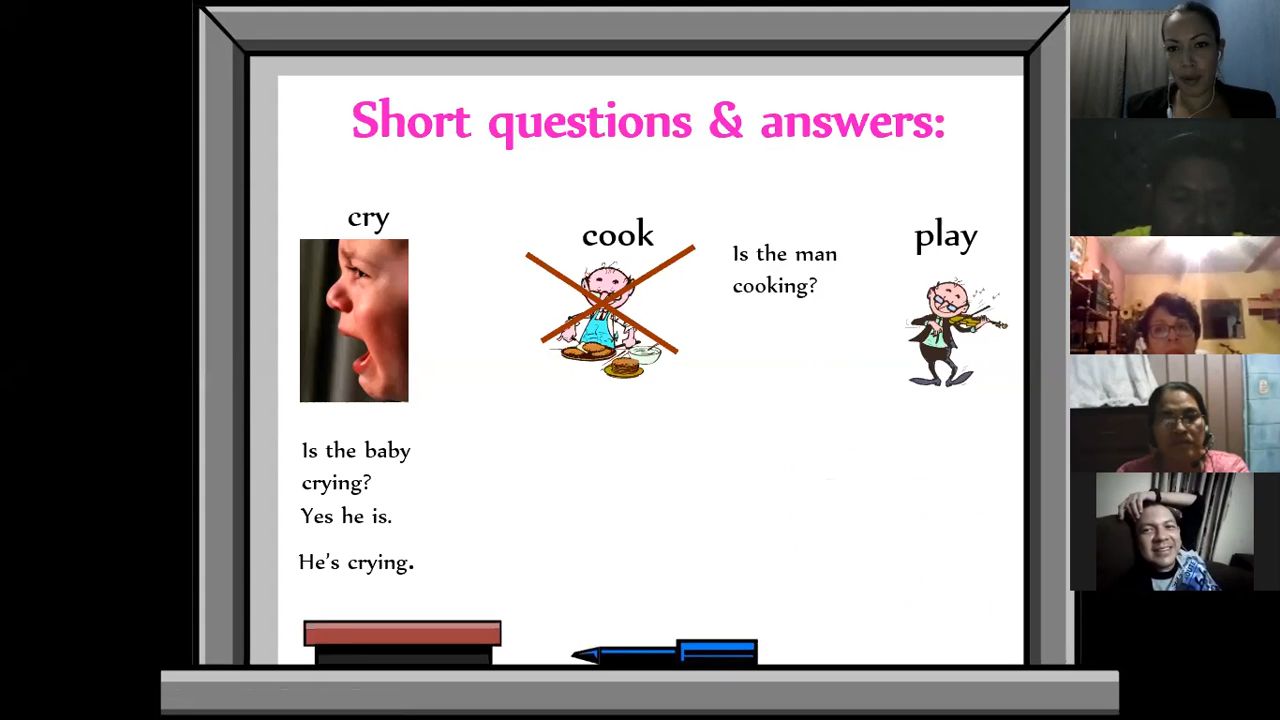 Short questions & answers:
cry
cook
Is the man
cooking?
play
Is the baby
crying?
Yes he is.
He's crying.